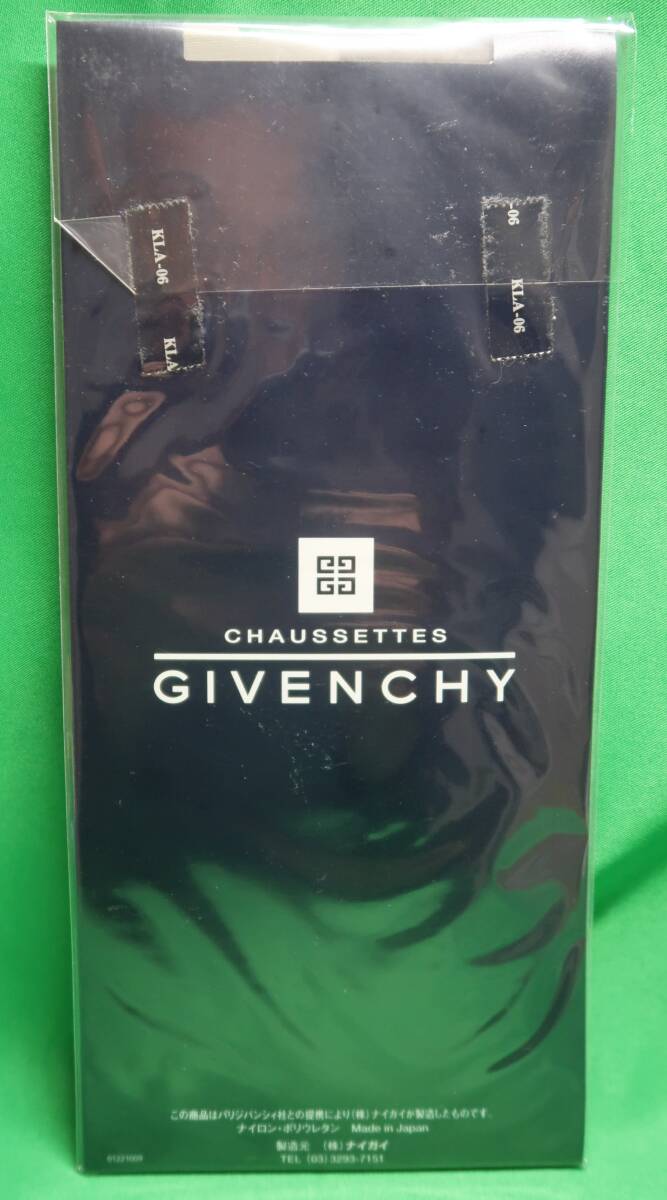 KLA-06
KLA
-06
KLA-06
CHAUSSETTES
GIVENCHY
この商品はパリジバンシィ社との提携により(株)ナイガイが製造したものです。
ナイロン・ポリウレタン Made in Japan
製造元 (株)ナイガイ
TEL (03)3293-7151